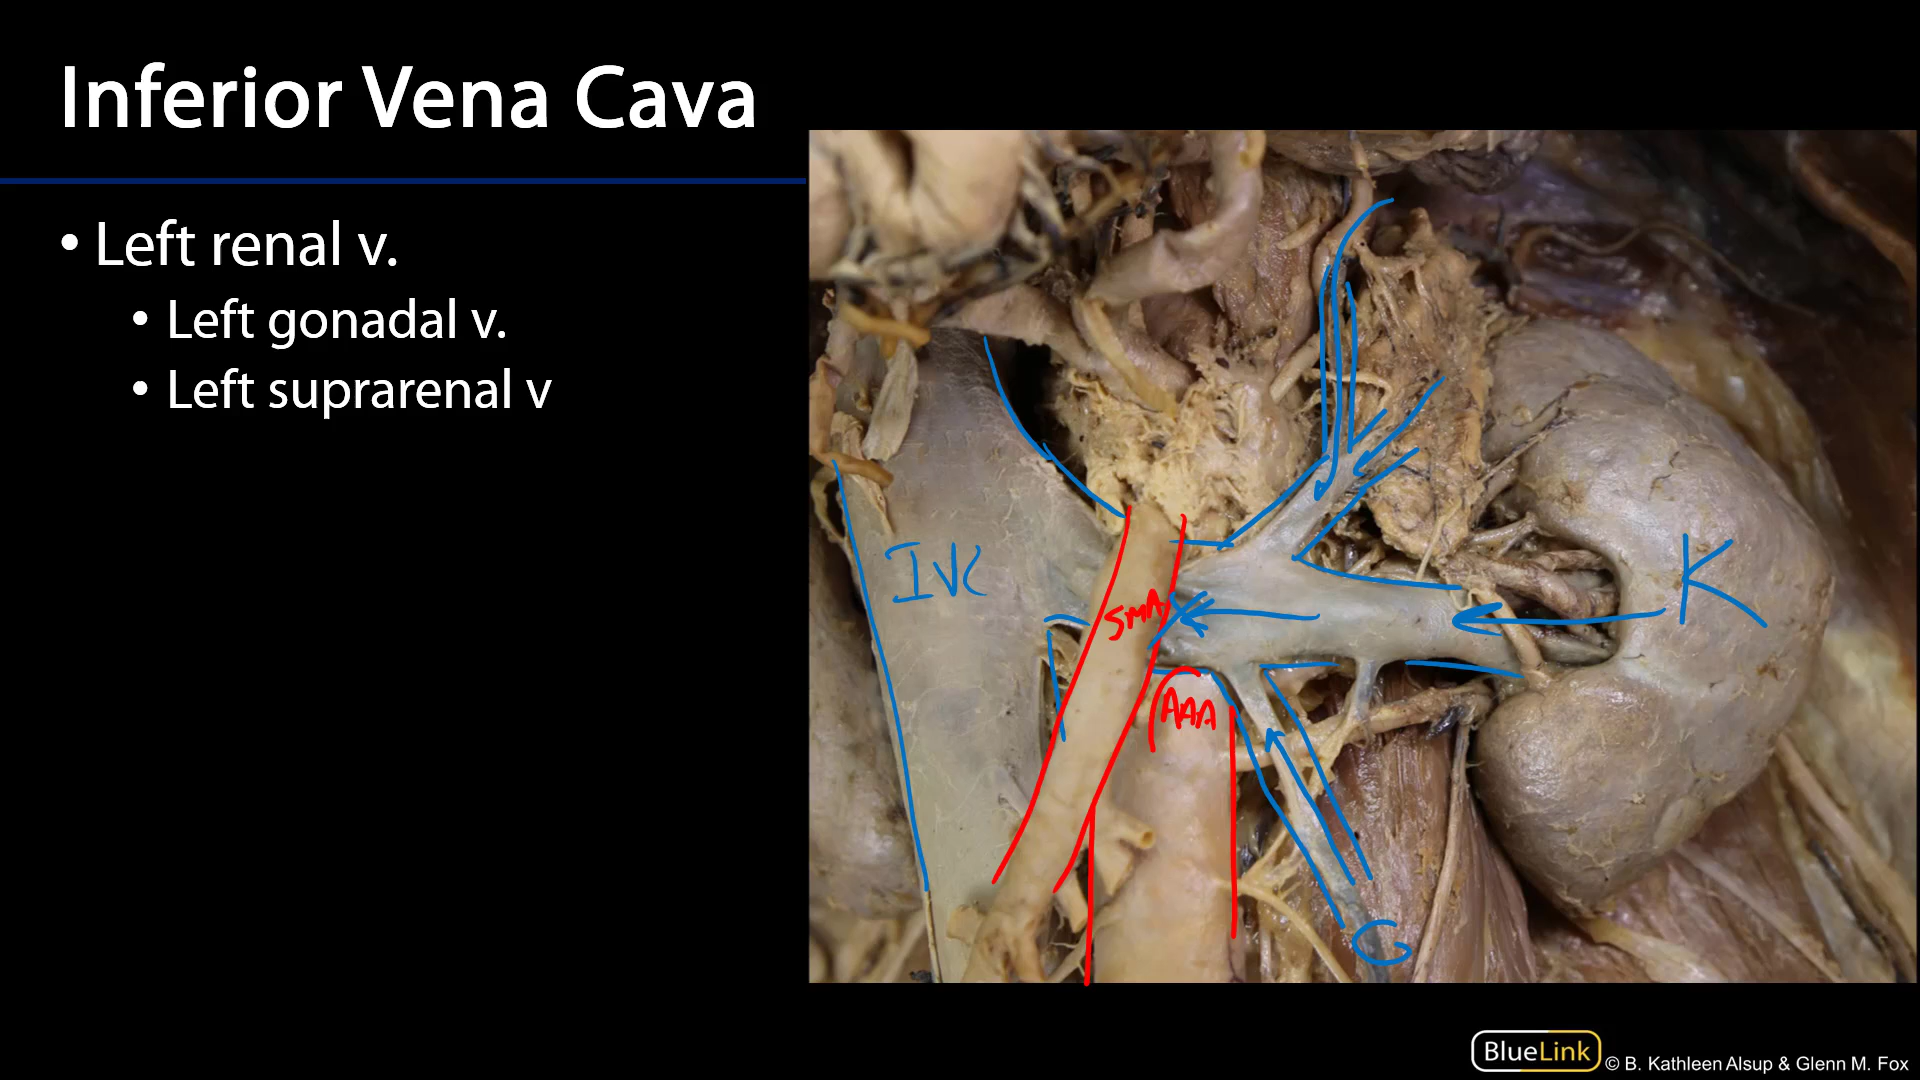 Inferior Vena Cava
• Left renal v.
• Left gonadal v.
• Left suprarenal v
IVC
SMA
K
AAA
G
BlueLink © B. Kathleen Alsup & Glenn M. Fox